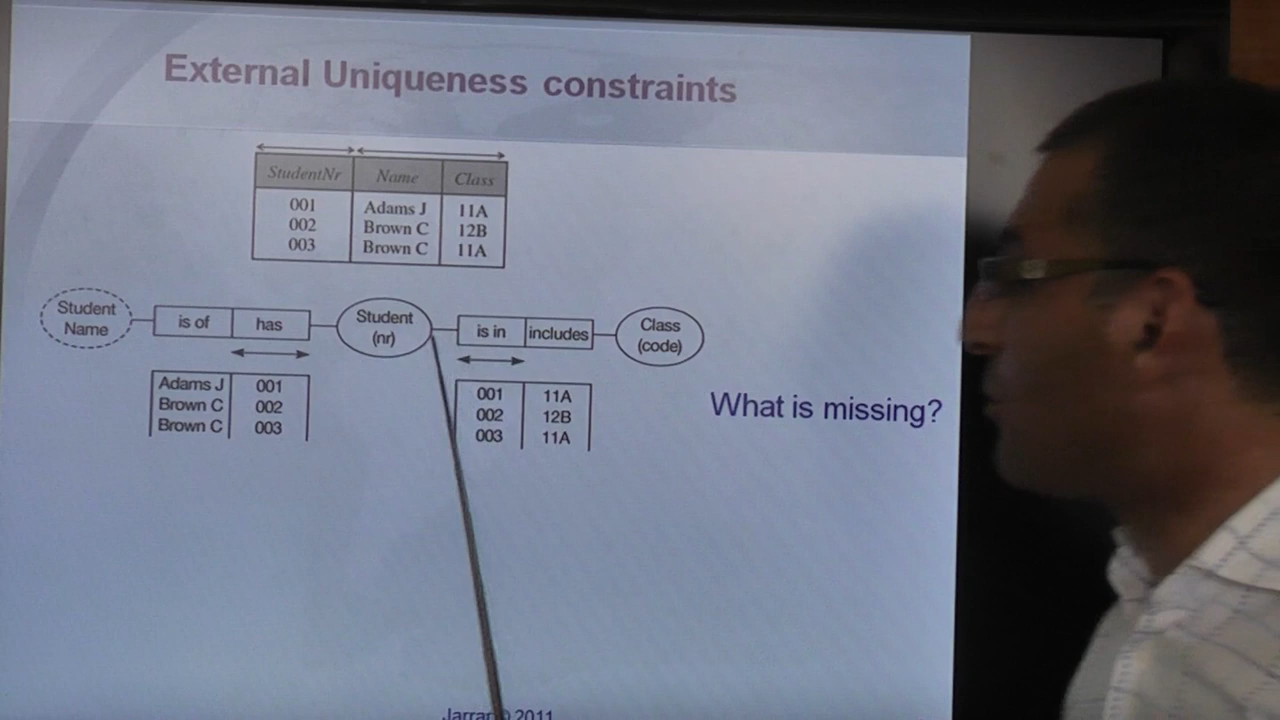 External Uniqueness constraints
StudentNr Name Class
001 Adams J 11A
002 Brown C 12B
003 Brown C 11A
Student
Name
is of has
Student
(nr)
is in includes
Class
(code)
Adams J 001
Brown C 002
Brown C 003
001 11A
002 12B
003 11A
What is missing?
Jarrar © 2011